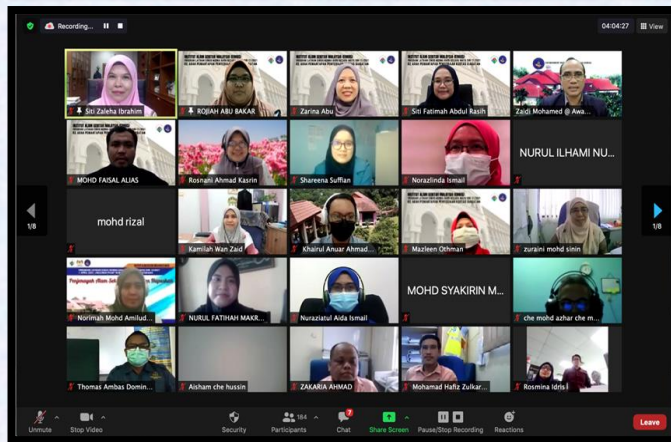 Recording...
04:04:27
View
Siti Zaleha Ibrahim
ROJIAH ABU BAKAR
Zarina Abu
Siti Fatimah Abdul Rasih
Zaidi Mohamed @ Awa...
MOHD FAISAL ALIAS
Rosnani Ahmad Kasrin
Shareena Suffian
Norazlinda Ismail
NURUL ILHAMI NU...
mohd rizal
Kamilah Wan Zaid
Khairul Anuar Ahmad...
Mazleen Othman
zuraini mohd sinin
1/8
1/8
Norimah Mohd Amilud...
NURUL FATIHAH MAKR...
Nuraziatul Aida Ismail
MOHD SYAKIRIN M...
che mohd azhar che m...
Thomas Ambas Domin...
Aisham che hussin
ZAKARIA AHMAD
Mohamad Hafiz Zulkar...
Rosmina Idris
184
7
Unmute
Stop Video
Security
Participants
Chat
Share Screen
Pause/Stop Recording
Reactions
Leave